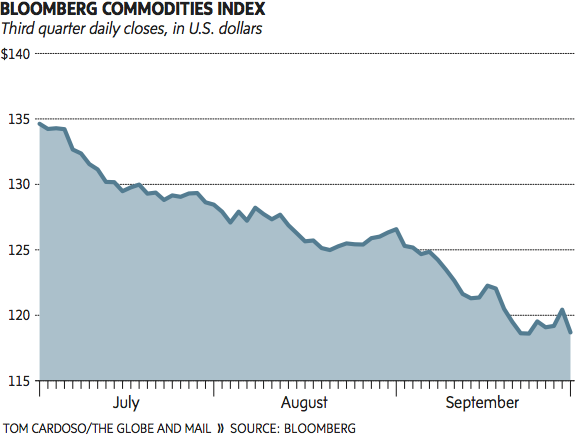 BLOOMBERG COMMODITIES INDEX
Third quarter daily closes, in U.S. dollars
$140
135
130
125
120
115
July August September
TOM CARDOSO/THE GLOBE AND MAIL ⟫ SOURCE: BLOOMBERG